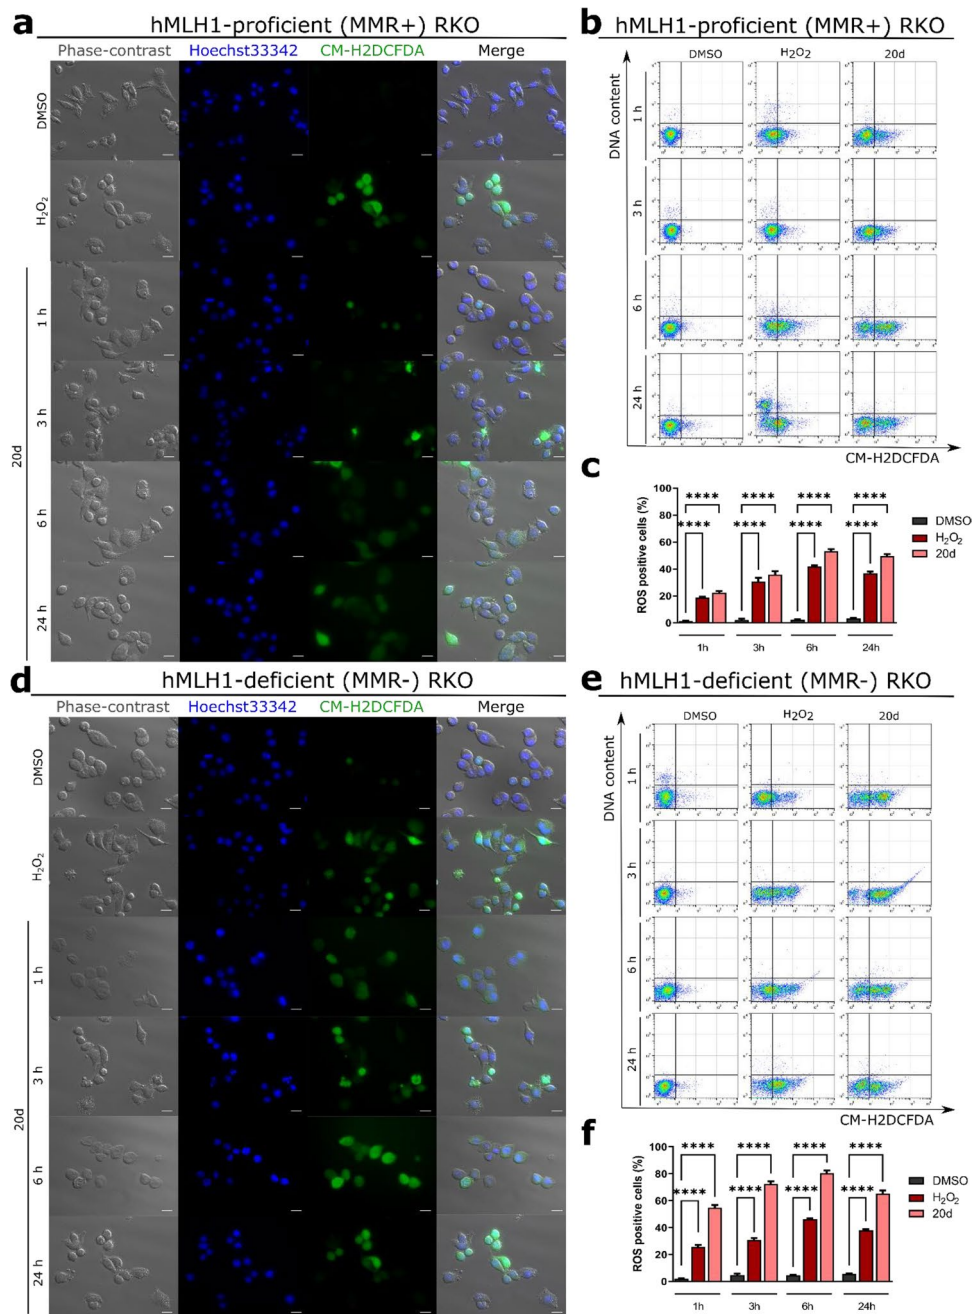 a hMLH1-proficient (MMR+) RKO
Phase-contrast Hoechst33342 CM-H2DCFDA Merge
DMSO
H₂O₂
20d
1 h
3 h
6 h
24 h
b hMLH1-proficient (MMR+) RKO
DMSO H₂O₂ 20d
DNA content
1 h
3 h
6 h
24 h
CM-H2DCFDA
c
ROS positive cells (%)
100
80
60
40
20
0
**** **** **** ****
**** **** **** ****
1h 3h 6h 24h
DMSO
H₂O₂
20d
d hMLH1-deficient (MMR-) RKO
Phase-contrast Hoechst33342 CM-H2DCFDA Merge
DMSO
H₂O₂
20d
1 h
3 h
6 h
24 h
e hMLH1-deficient (MMR-) RKO
DMSO H₂O₂ 20d
DNA content
1 h
3 h
6 h
24 h
CM-H2DCFDA
f
ROS positive cells (%)
100
80
60
40
20
0
**** **** **** ****
**** **** **** ****
1h 3h 6h 24h
DMSO
H₂O₂
20d